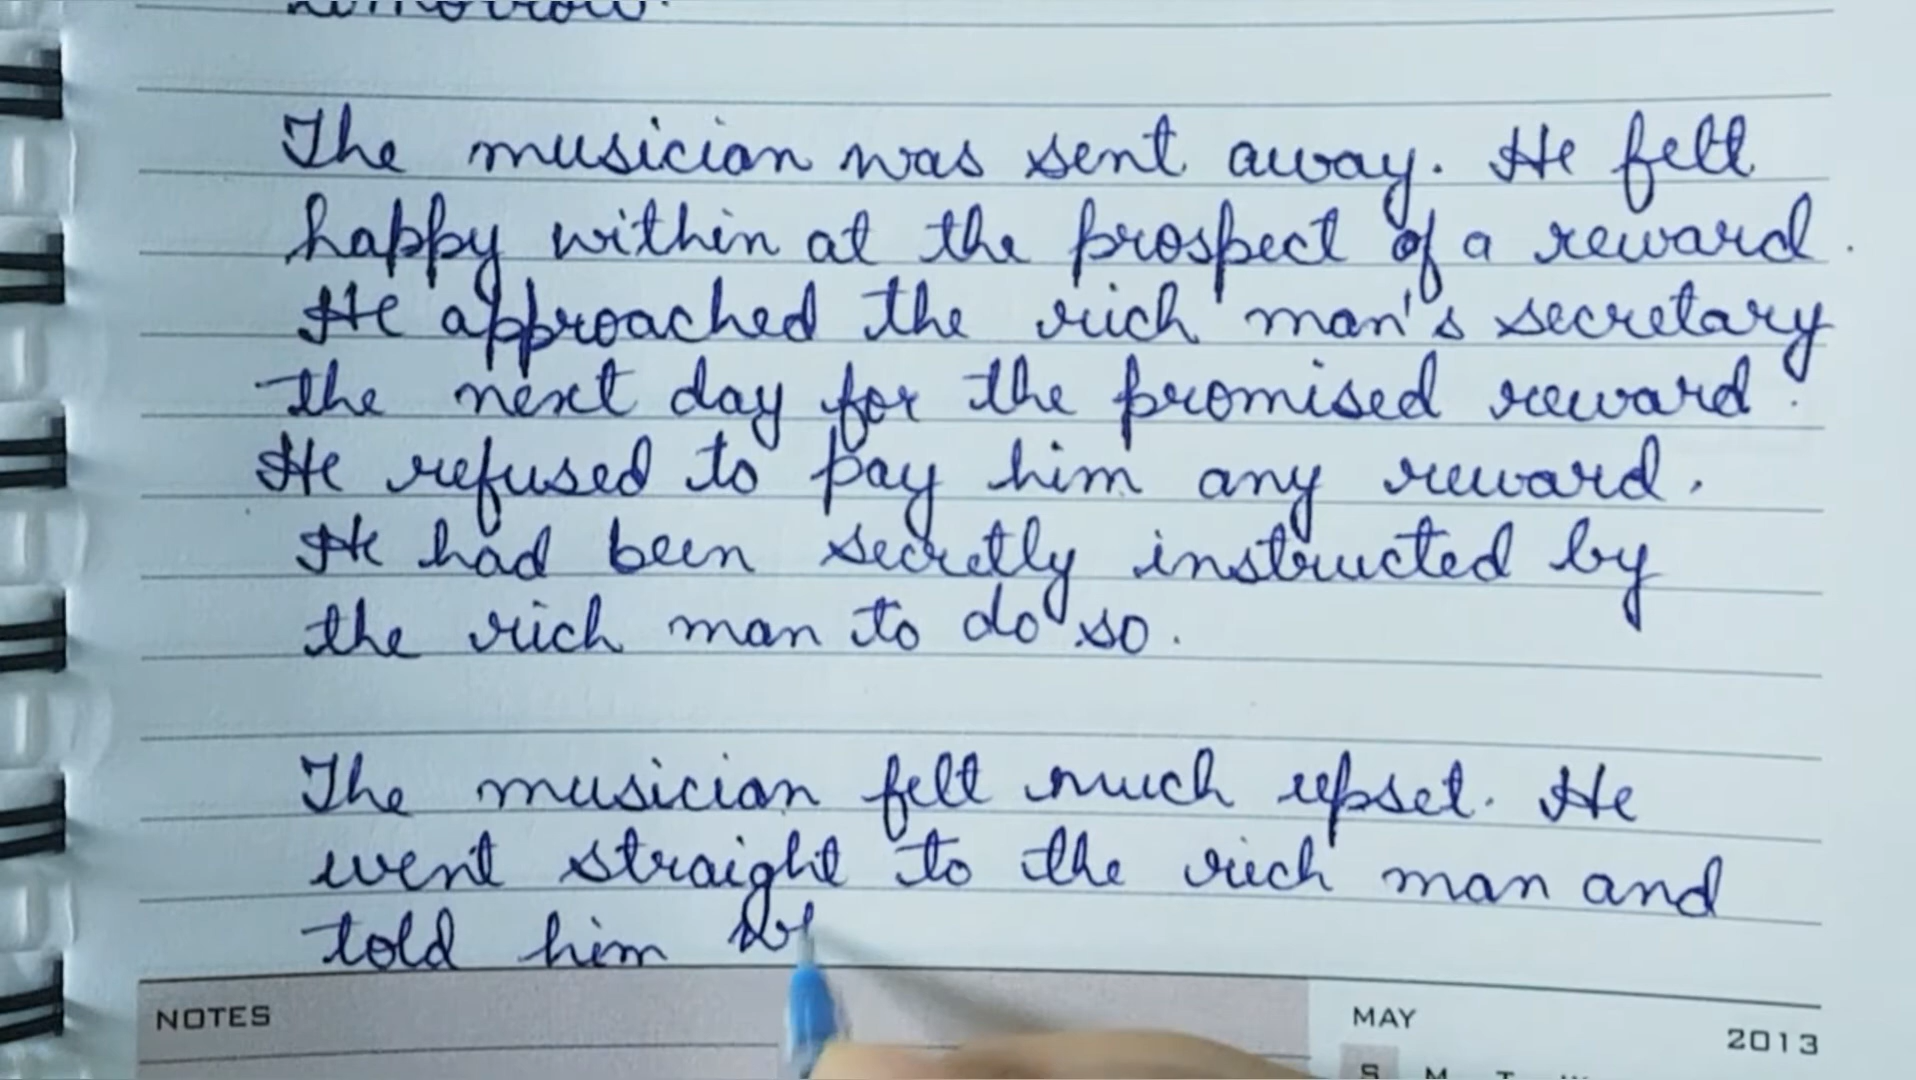 tomorrow.
The musician was sent away. He felt
happy within at the prospect of a reward.
He approached the rich man's secretary
the next day for the promised reward.
He refused to pay him any reward.
He had been secretly instructed by
the rich man to do so.
The musician felt much upset. He
went straight to the rich man and
told him
NOTES
MAY
2013
S M T W